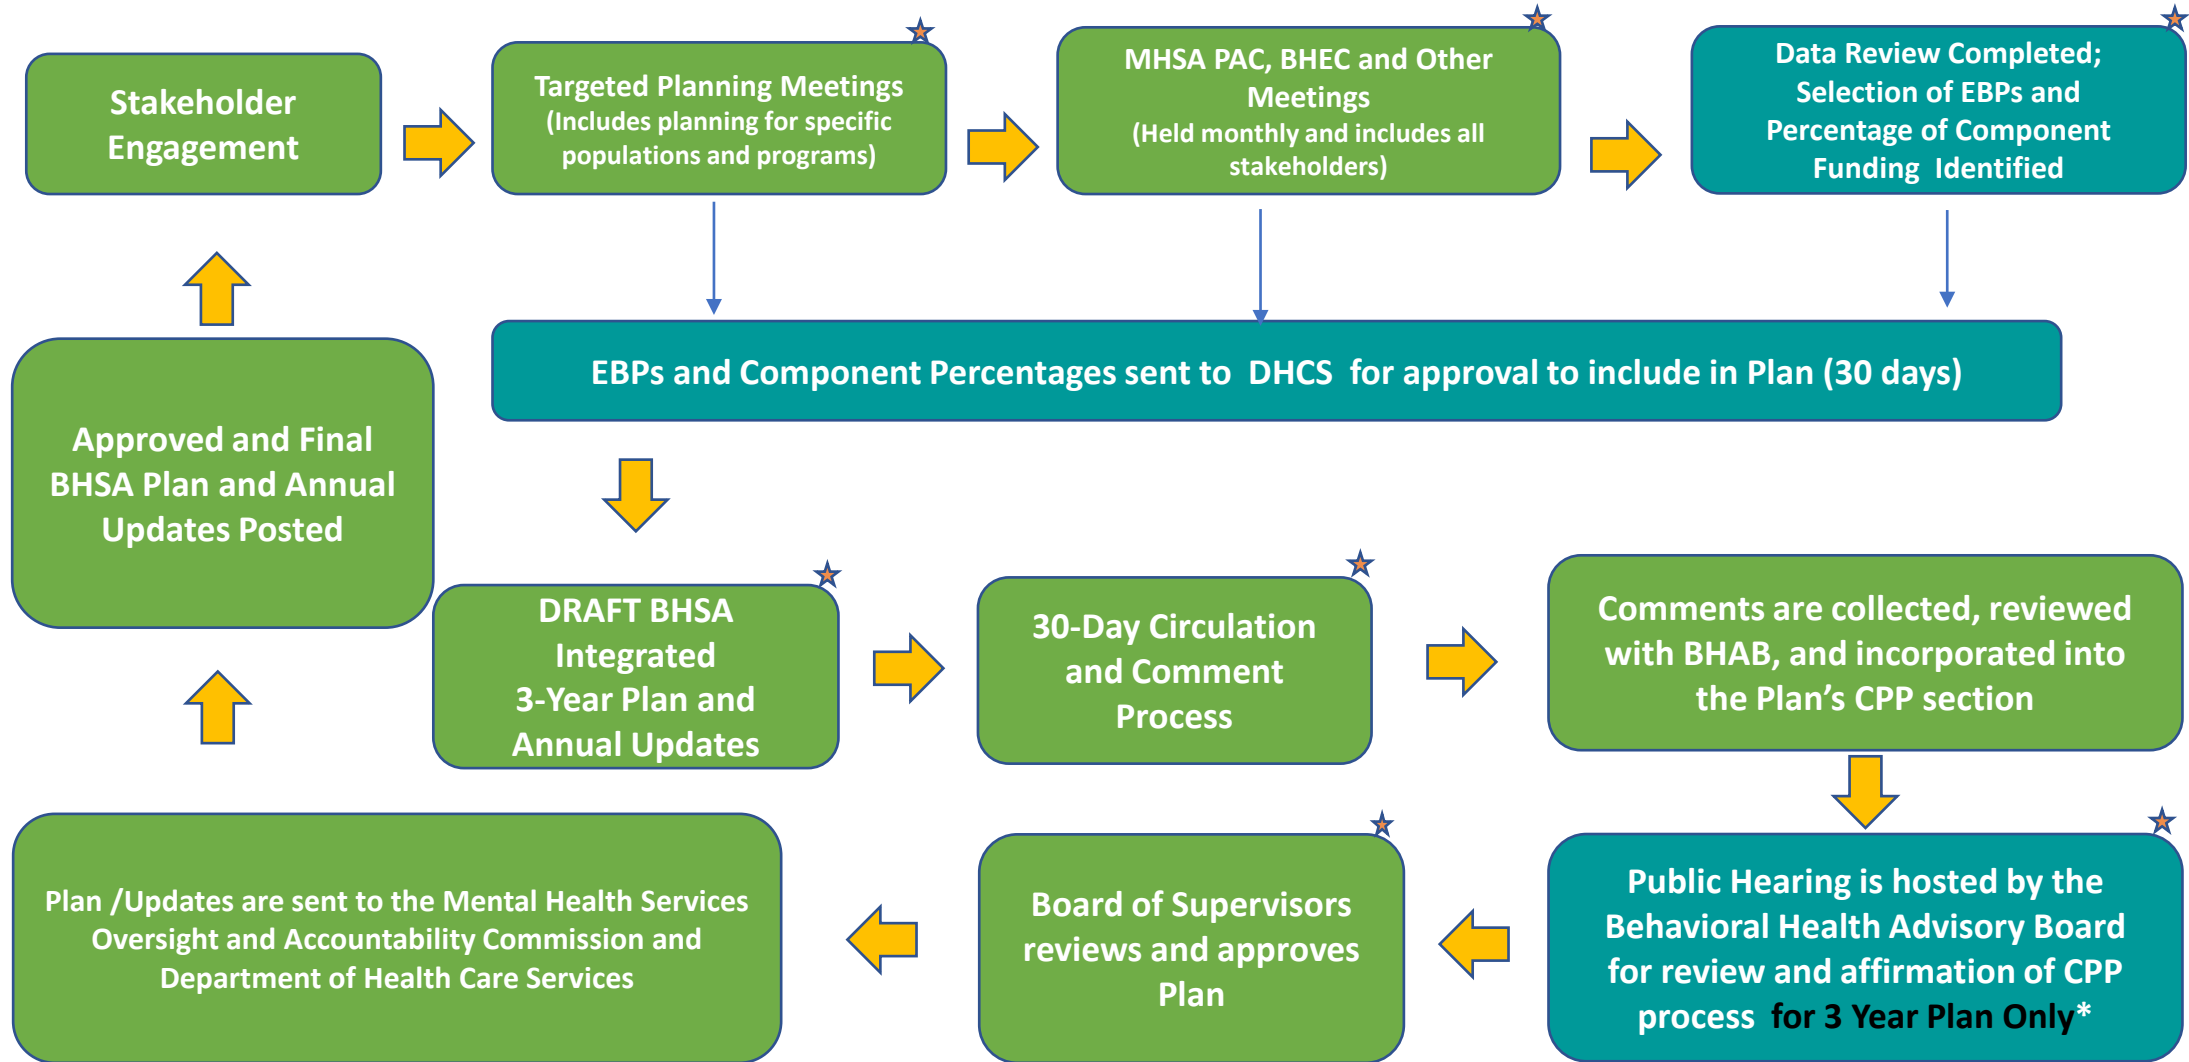 Stakeholder
Engagement
Targeted Planning Meetings
(Includes planning for specific
populations and programs)
MHSA PAC, BHEC and Other
Meetings
(Held monthly and includes all
stakeholders)
Data Review Completed;
Selection of EBPs and
Percentage of Component
Funding Identified
EBPs and Component Percentages sent to DHCS for approval to include in Plan (30 days)
Approved and Final
BHSA Plan and Annual
Updates Posted
DRAFT BHSA
Integrated
3-Year Plan and
Annual Updates
30-Day Circulation
and Comment
Process
Comments are collected, reviewed
with BHAB, and incorporated into
the Plan’s CPP section
Plan /Updates are sent to the Mental Health Services
Oversight and Accountability Commission and
Department of Health Care Services
Board of Supervisors
reviews and approves
Plan
Public Hearing is hosted by the
Behavioral Health Advisory Board
for review and affirmation of CPP
process for 3 Year Plan Only*